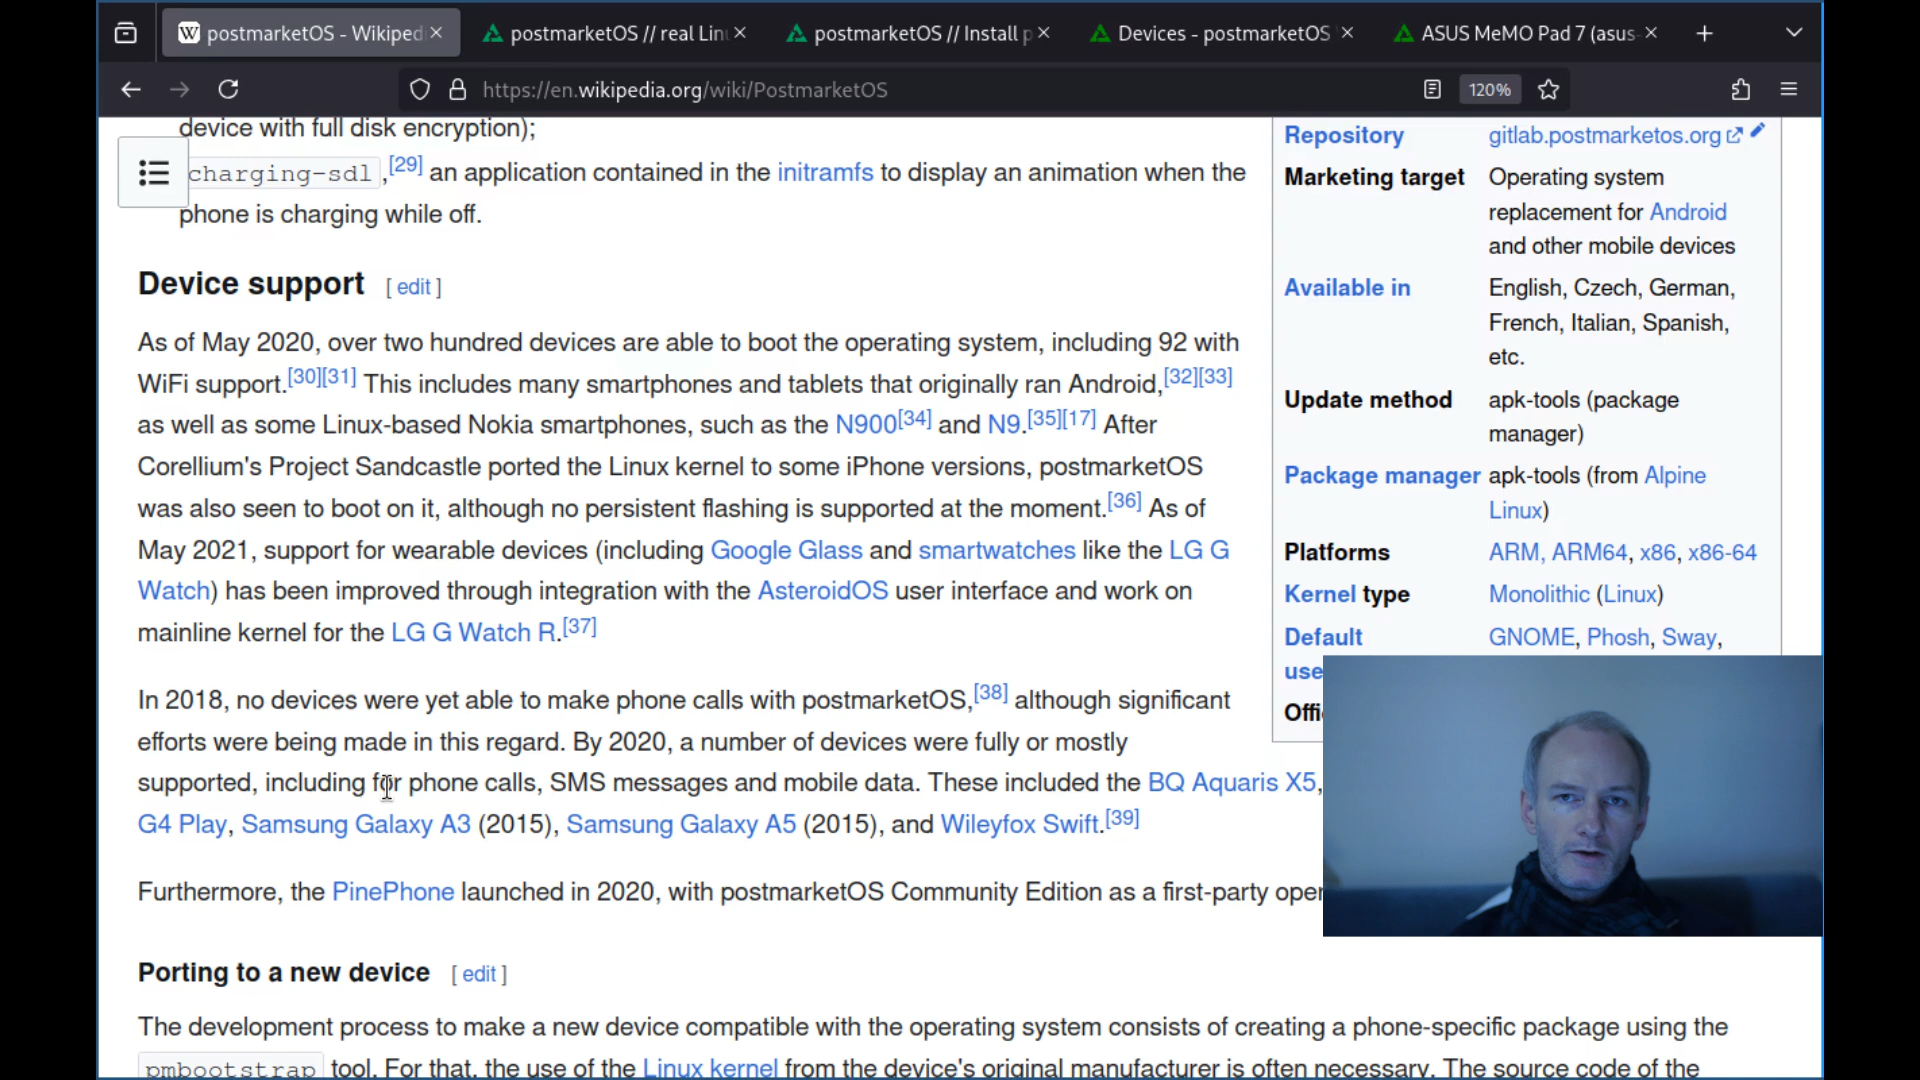 postmarketOS - Wikiped
postmarketOS // real Lin
postmarketOS // Install p
Devices - postmarketOS
ASUS MeMO Pad 7 (asus-
https://en.wikipedia.org/wiki/PostmarketOS
120%
device with full disk encryption);
charging-sdl ,[29] an application contained in the initramfs to display an animation when the
phone is charging while off.
Device support [ edit ]
As of May 2020, over two hundred devices are able to boot the operating system, including 92 with
WiFi support.[30][31] This includes many smartphones and tablets that originally ran Android,[32][33]
as well as some Linux-based Nokia smartphones, such as the N900[34] and N9.[35][17] After
Corellium's Project Sandcastle ported the Linux kernel to some iPhone versions, postmarketOS
was also seen to boot on it, although no persistent flashing is supported at the moment.[36] As of
May 2021, support for wearable devices (including Google Glass and smartwatches like the LG G
Watch) has been improved through integration with the AsteroidOS user interface and work on
mainline kernel for the LG G Watch R.[37]
In 2018, no devices were yet able to make phone calls with postmarketOS,[38] although significant
efforts were being made in this regard. By 2020, a number of devices were fully or mostly
supported, including for phone calls, SMS messages and mobile data. These included the BQ Aquaris X5,
G4 Play, Samsung Galaxy A3 (2015), Samsung Galaxy A5 (2015), and Wileyfox Swift.[39]
Furthermore, the PinePhone launched in 2020, with postmarketOS Community Edition as a first-party oper
Porting to a new device [ edit ]
The development process to make a new device compatible with the operating system consists of creating a phone-specific package using the
pmbootstrap tool. For that, the use of the Linux kernel from the device's original manufacturer is often necessary. The source code of the
Repository gitlab.postmarketos.org
Marketing target Operating system
replacement for Android
and other mobile devices
Available in English, Czech, German,
French, Italian, Spanish,
etc.
Update method apk-tools (package
manager)
Package manager apk-tools (from Alpine
Linux)
Platforms ARM, ARM64, x86, x86-64
Kernel type Monolithic (Linux)
Default GNOME, Phosh, Sway,
use
Offi